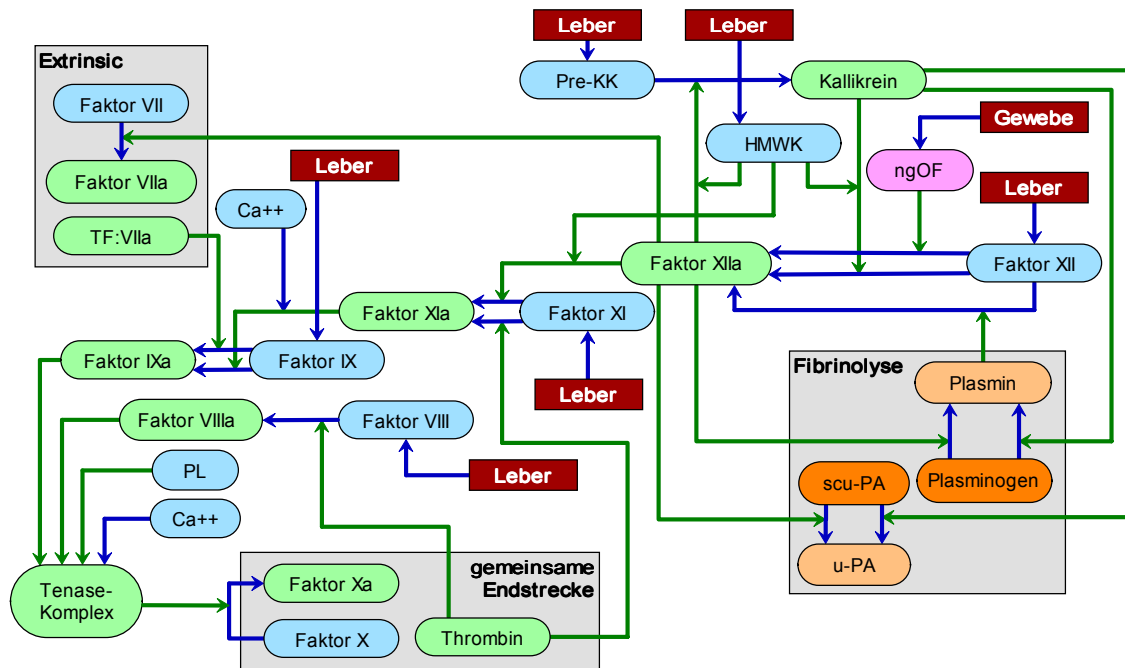 Leber
Leber
Extrinsic
Pre-KK
Kallikrein
Faktor VII
Gewebe
HMWK
Leber
ngOF
Faktor VIIa
Leber
Ca++
TF:VIIa
Faktor XIIa
Faktor XII
Faktor XIa
Faktor XI
Faktor IXa
Faktor IX
Fibrinolyse
Leber
Plasmin
Faktor VIIIa
Faktor VIII
PL
Leber
scu-PA
Plasminogen
Ca++
u-PA
gemeinsame
Endstrecke
Tenase-
Komplex
Faktor Xa
Faktor X
Thrombin